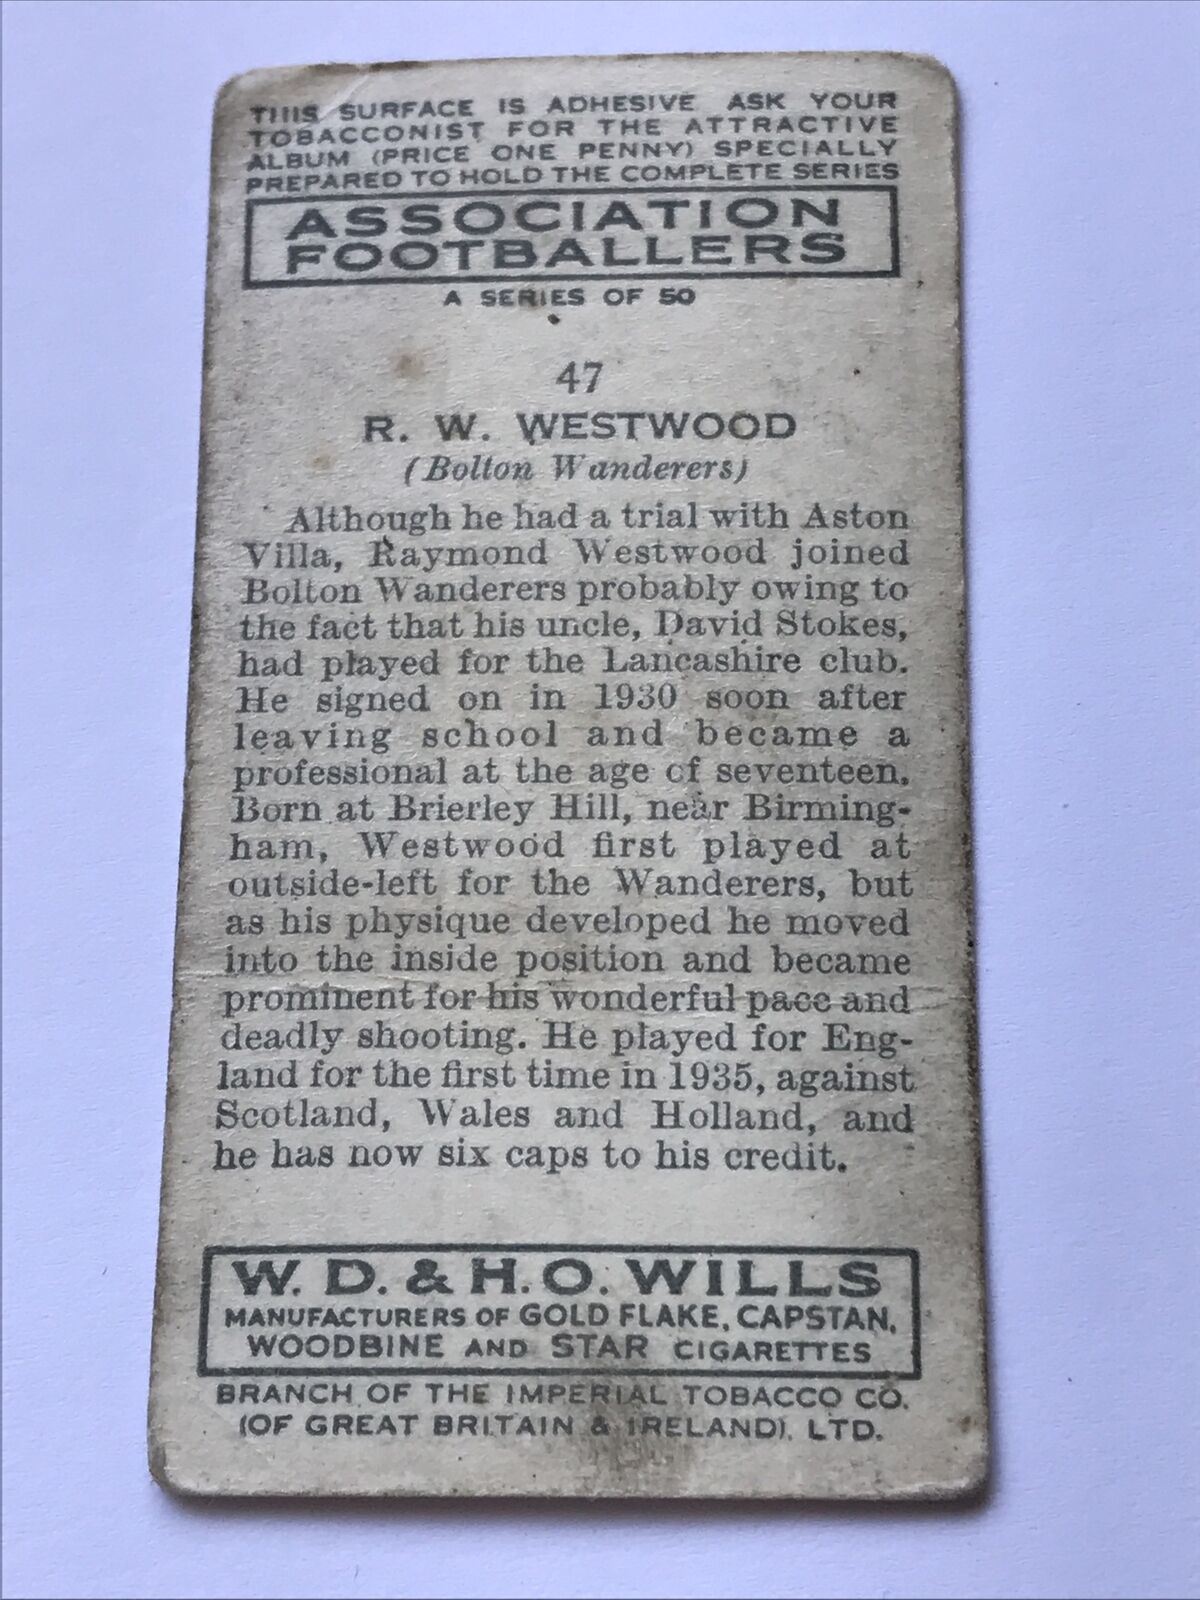 THIS SURFACE IS ADHESIVE ASK YOUR
TOBACCONIST FOR THE ATTRACTIVE
ALBUM (PRICE ONE PENNY) SPECIALLY
PREPARED TO HOLD THE COMPLETE SERIES
ASSOCIATION
FOOTBALLERS
A SERIES OF 50
47
R. W. WESTWOOD
(Bolton Wanderers)
Although he had a trial with Aston
Villa, Raymond Westwood joined
Bolton Wanderers probably owing to
the fact that his uncle, David Stokes,
had played for the Lancashire club.
He signed on in 1930 soon after
leaving school and became a
professional at the age of seventeen.
Born at Brierley Hill, near Birming-
ham, Westwood first played at
outside-left for the Wanderers, but
as his physique developed he moved
into the inside position and became
prominent for his wonderful pace and
deadly shooting. He played for Eng-
land for the first time in 1935, against
Scotland, Wales and Holland, and
he has now six caps to his credit.
W. D. & H. O. WILLS
MANUFACTURERS OF GOLD FLAKE, CAPSTAN,
WOODBINE AND STAR CIGARETTES
BRANCH OF THE IMPERIAL TOBACCO CO.
(OF GREAT BRITAIN & IRELAND), LTD.